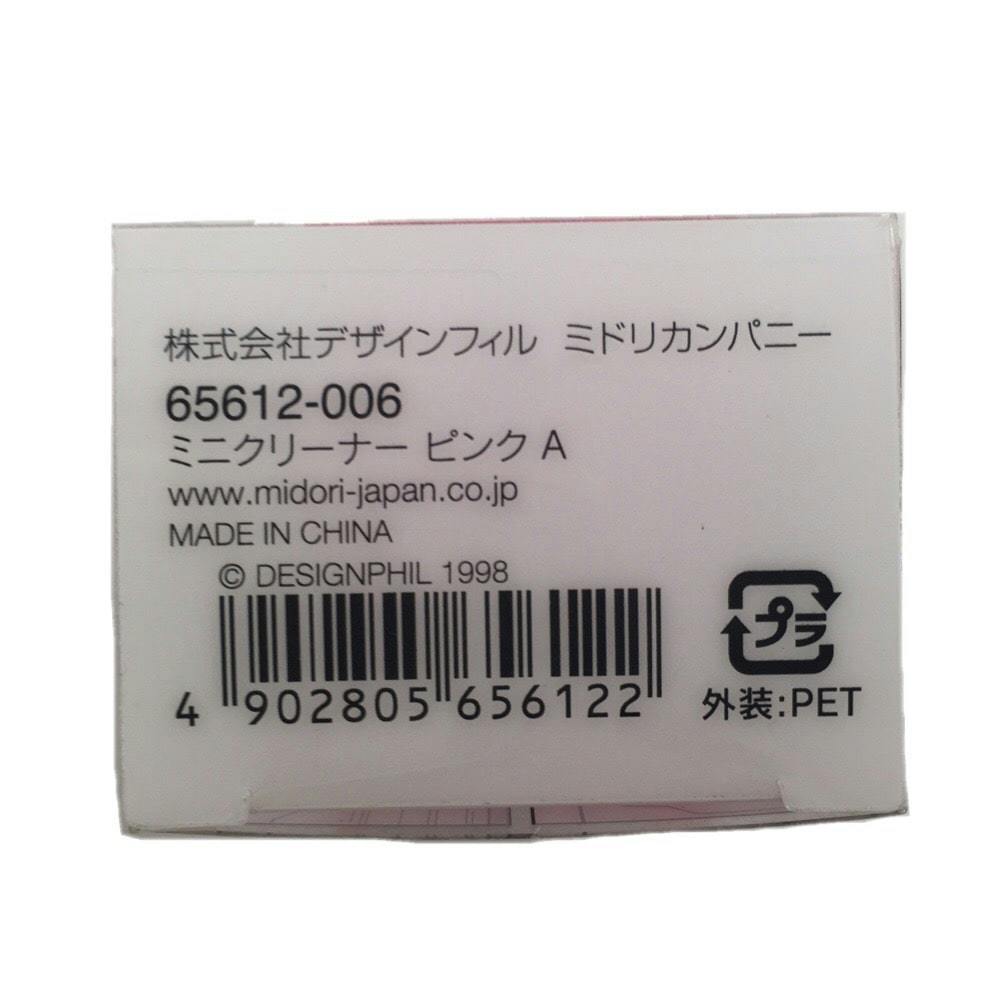 株式会社デザインフィル ミドリカンパニー
65612-006
ミニクリーナー ピンク A
www.midori-japan.co.jp
MADE IN CHINA
© DESIGNPHIL 1998
4 902805 656122
プラ
外装:PET